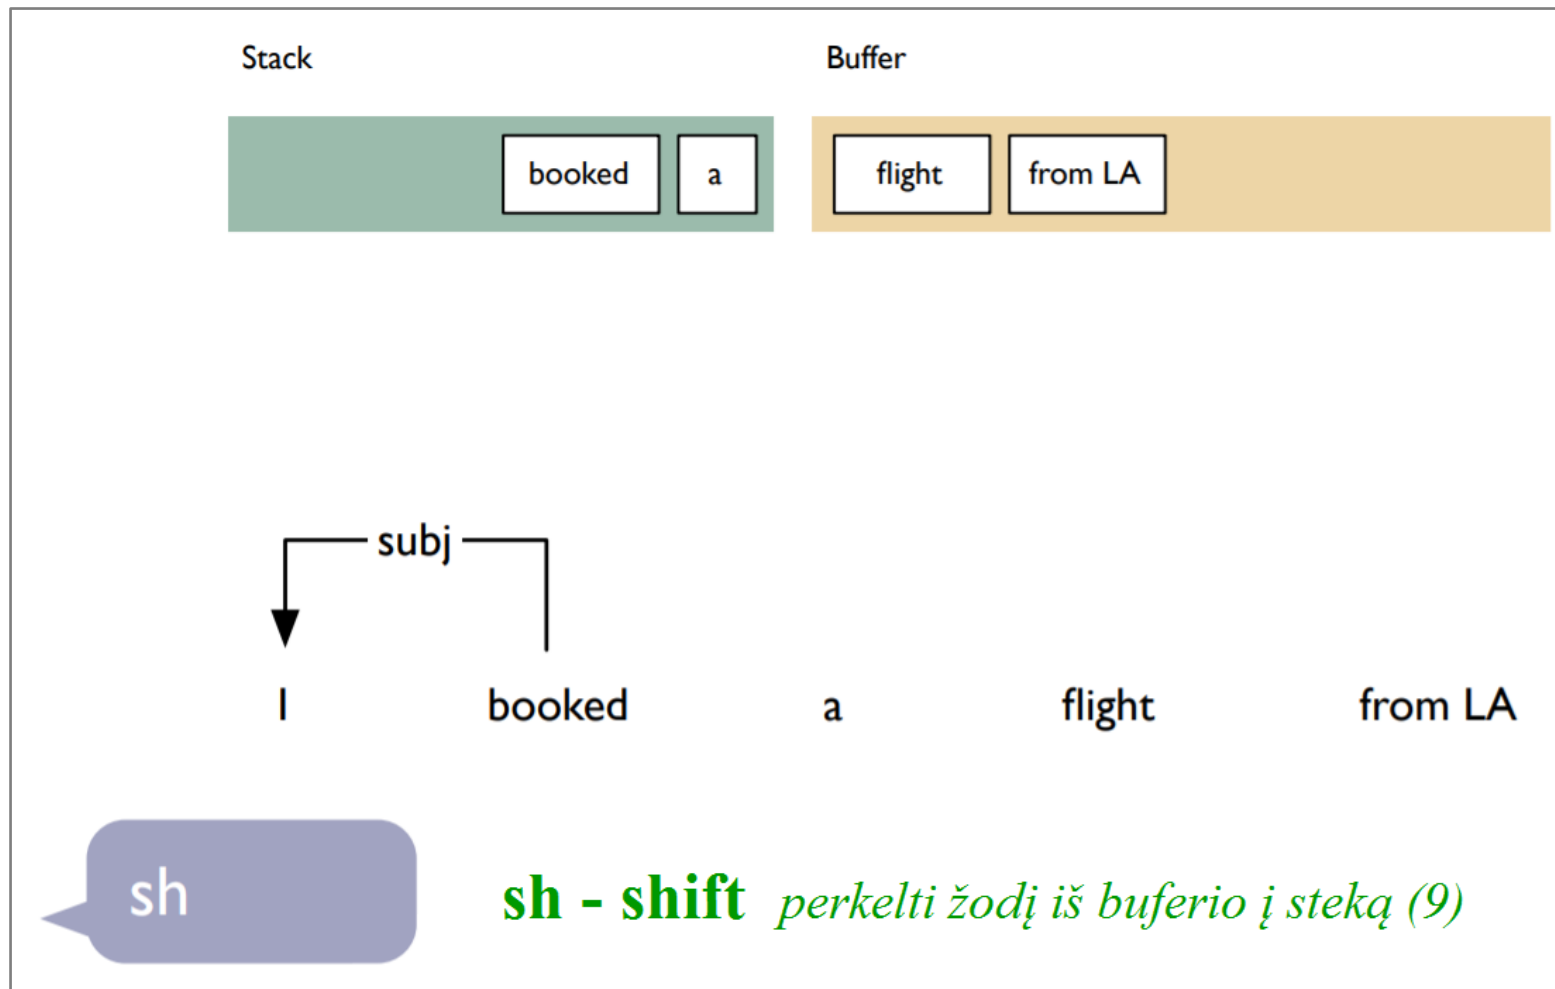 Stack Buffer
booked a flight from LA
subj
I booked a flight from LA
sh
sh - shift perkelti žodį iš buferio į steką (9)